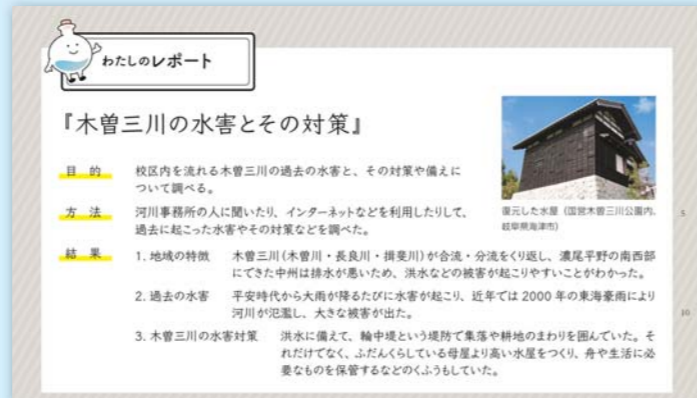 わたしのレポート
『木曽三川の水害とその対策』
目 的 校区内を流れる木曽三川の過去の水害と、その対策や備えに
ついて調べる。
方 法 河川事務所の人に聞いたり、インターネットなどを利用したりして、
過去に起こった水害やその対策などを調べた。
復元した水屋(国営木曽三川公園内、
岐阜県海津市)
5
結 果 1. 地域の特徴 木曽三川(木曽川・長良川・揖斐川)が合流・分流をくり返し、濃尾平野の南西部
にできた中州は排水が悪いため、洪水などの被害が起こりやすいことがわかった。
2. 過去の水害 平安時代から大雨が降るたびに水害が起こり、近年では 2000 年の東海豪雨により
河川が氾濫し、大きな被害が出た。
10
3. 木曽三川の水害対策 洪水に備えて、輪中堤という堤防で集落や耕地のまわりを囲んでいた。そ
れだけでなく、ふだんくらしている母屋より高い水屋をつくり、舟や生活に必
要なものを保管するなどのくふうもしていた。